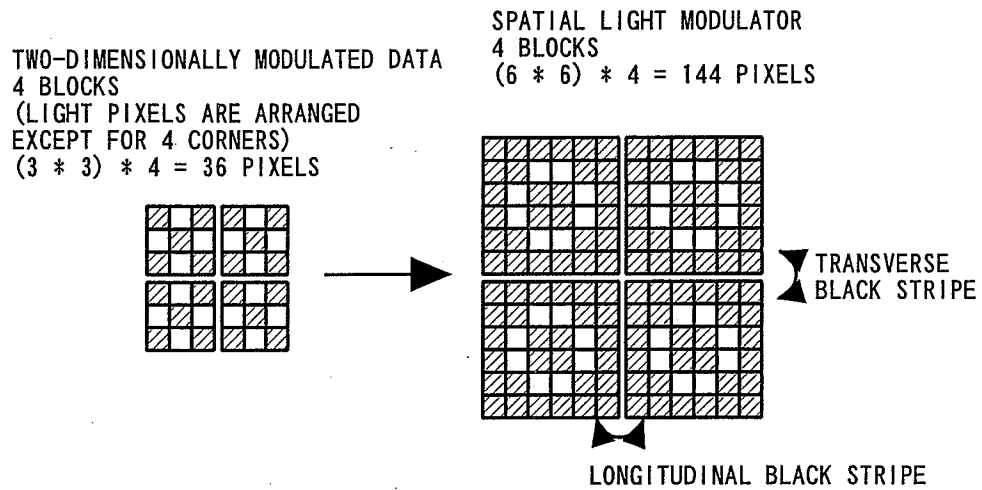 TWO-DIMENSIONALLY MODULATED DATA
4 BLOCKS
(LIGHT PIXELS ARE ARRANGED
EXCEPT FOR 4 CORNERS)
(3 * 3) * 4 = 36 PIXELS
SPATIAL LIGHT MODULATOR
4 BLOCKS
(6 * 6) * 4 = 144 PIXELS
TRANSVERSE
BLACK STRIPE
LONGITUDINAL BLACK STRIPE